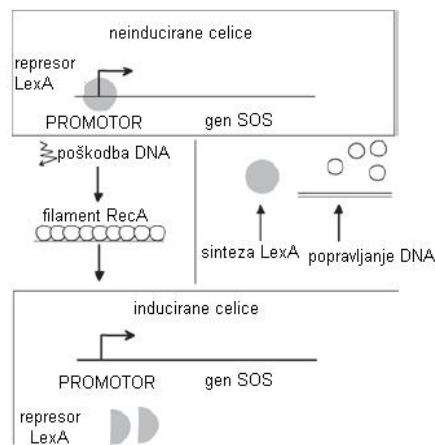 neinducirane celice
represor
LexA
PROMOTOR gen SOS
poškodba DNA
filament RecA
sinteza LexA popravljanje DNA
inducirane celice
PROMOTOR gen SOS
represor
LexA